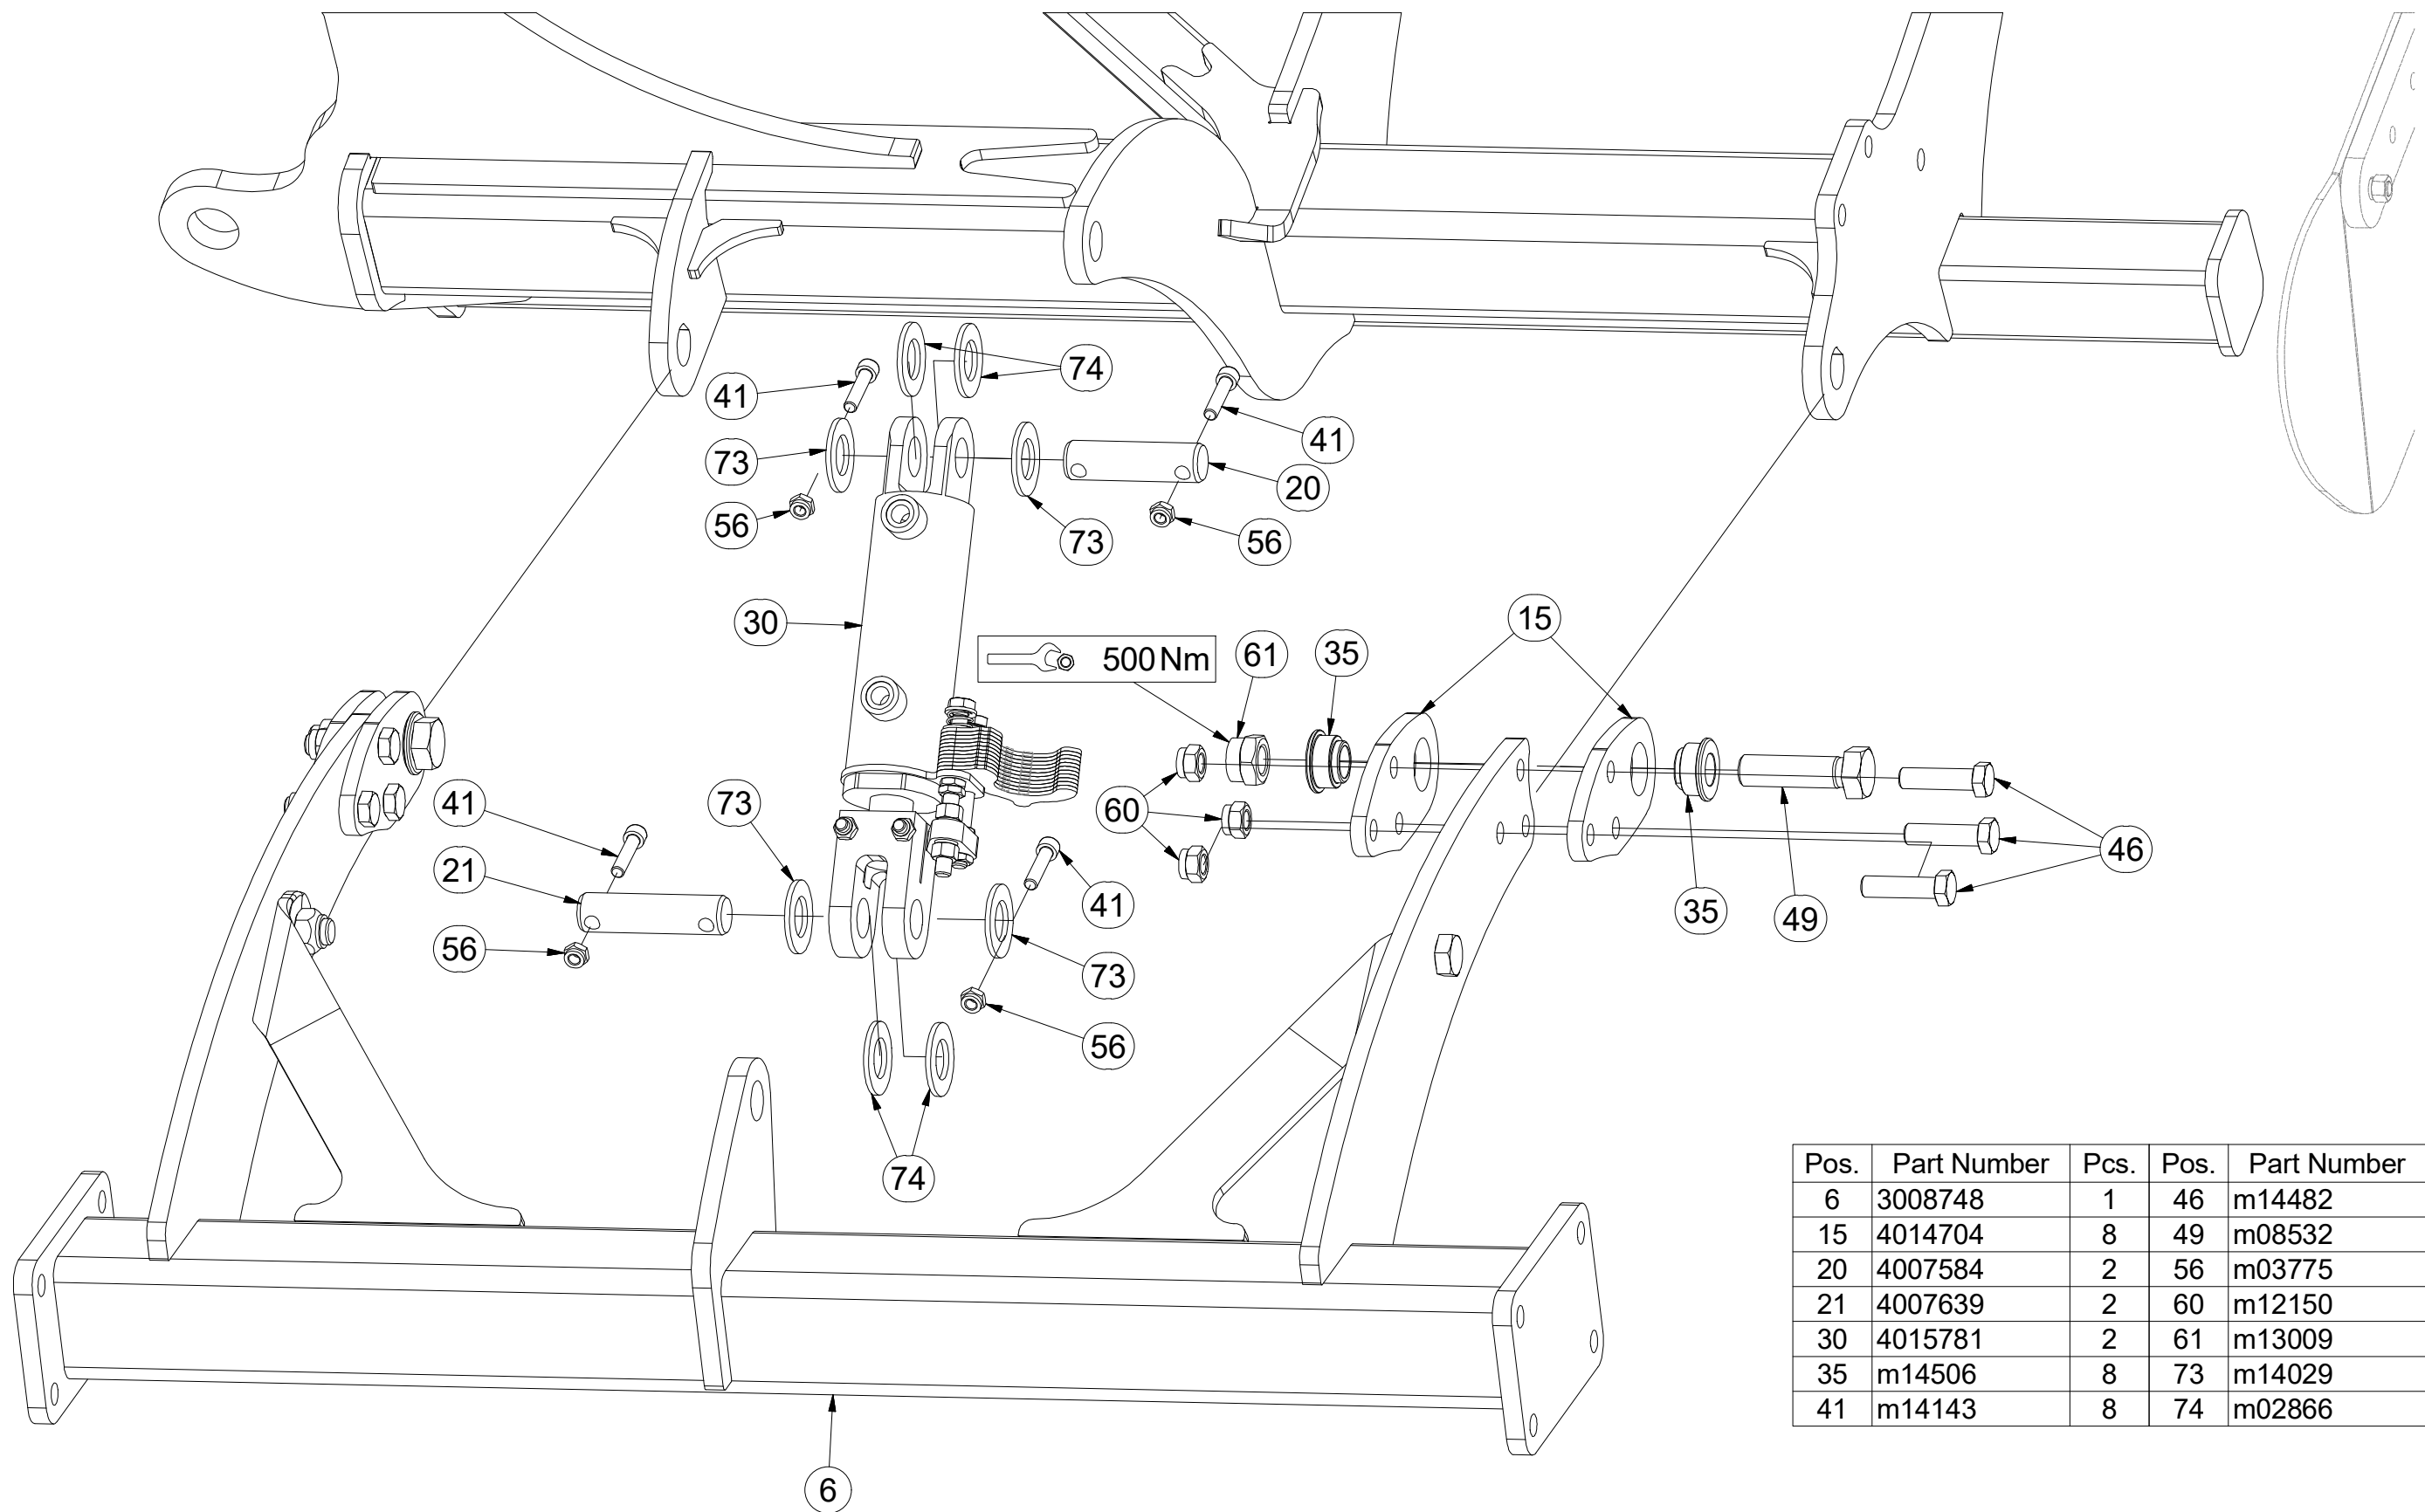 74
41
41
73
20
56
73
56
15
30
500 Nm
61
35
41
73
60
46
21
41
35
49
56
73
56
74
Pos. Part Number Pcs. Pos. Part Number
6 3008748 1 46 m14482
15 4014704 8 49 m08532
20 4007584 2 56 m03775
21 4007639 2 60 m12150
30 4015781 2 61 m13009
35 m14506 8 73 m14029
41 m14143 8 74 m02866
6